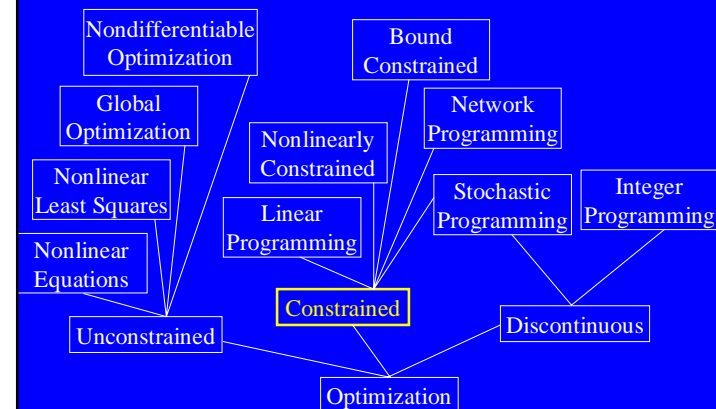 Nondifferentiable
Optimization
Bound
Constrained
Global
Optimization
Network
Programming
Nonlinearly
Constrained
Nonlinear
Least Squares
Stochastic
Programming
Integer
Programming
Linear
Programming
Nonlinear
Equations
Constrained
Unconstrained
Discontinuous
Optimization